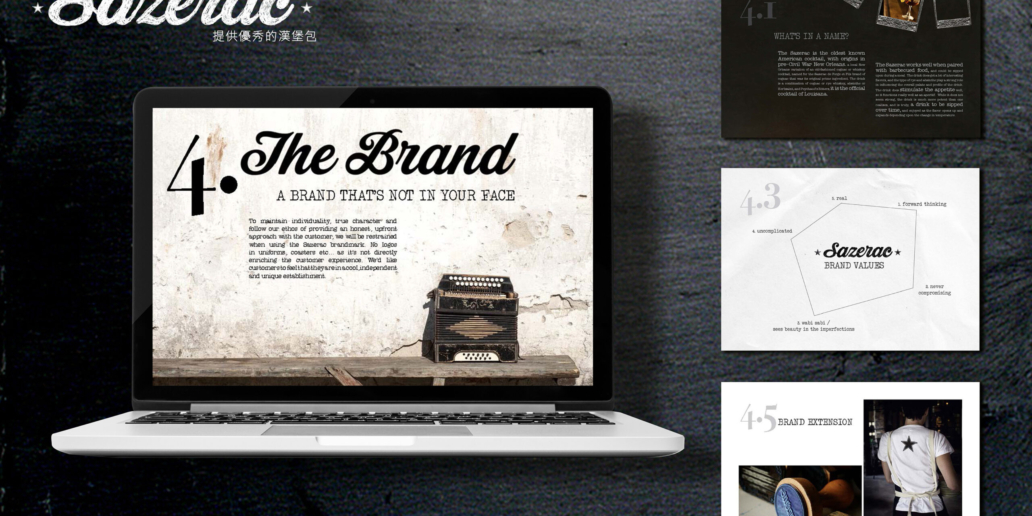 ★ Sazerac ★
提供優秀的漢堡包
4. The Brand
A BRAND THAT'S NOT IN YOUR FACE
To maintain individuality, true character and
follow our ethos of providing an honest, upfront
approach with the customer, we will be restrained
when using the Sazerac brandmark. No logos
in uniforms, coasters etc... as it's not directly
enriching the customer experience. We'd like
customers to feel that they are in a cool, independent
and unique establishment.
4.1
WHAT'S IN A NAME?
The Sazerac is the oldest known
American cocktail, with origins in
pre-Civil War New Orleans,
it is the official
cocktail of Louisana.
The Sazerac works well when paired
with barbecued food,
stimulate the appetite
a drink to be sipped
over time,
4.3
5 real
1. forward thinking
4. uncomplicated
★ Sazerac ★
BRAND VALUES
2. never
compromising
3. wabi sabi /
sees beauty in the imperfections
4.5 BRAND EXTENSION